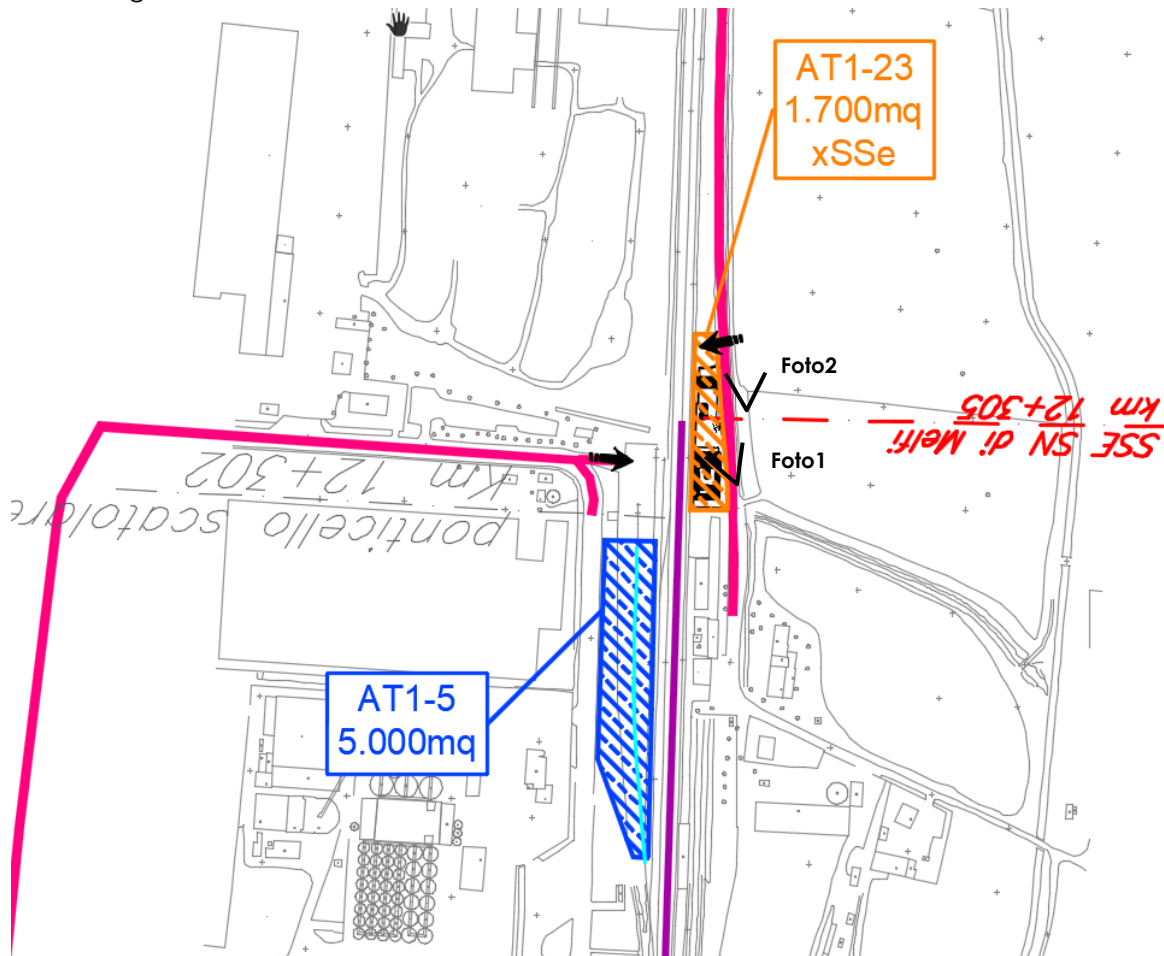 AT1-23
1.700mq
xSSe
Foto2
SSE SN di Melfi
km 12+305
Foto1
ponticello scatolare
km 12+302
AT1-5
5.000mq